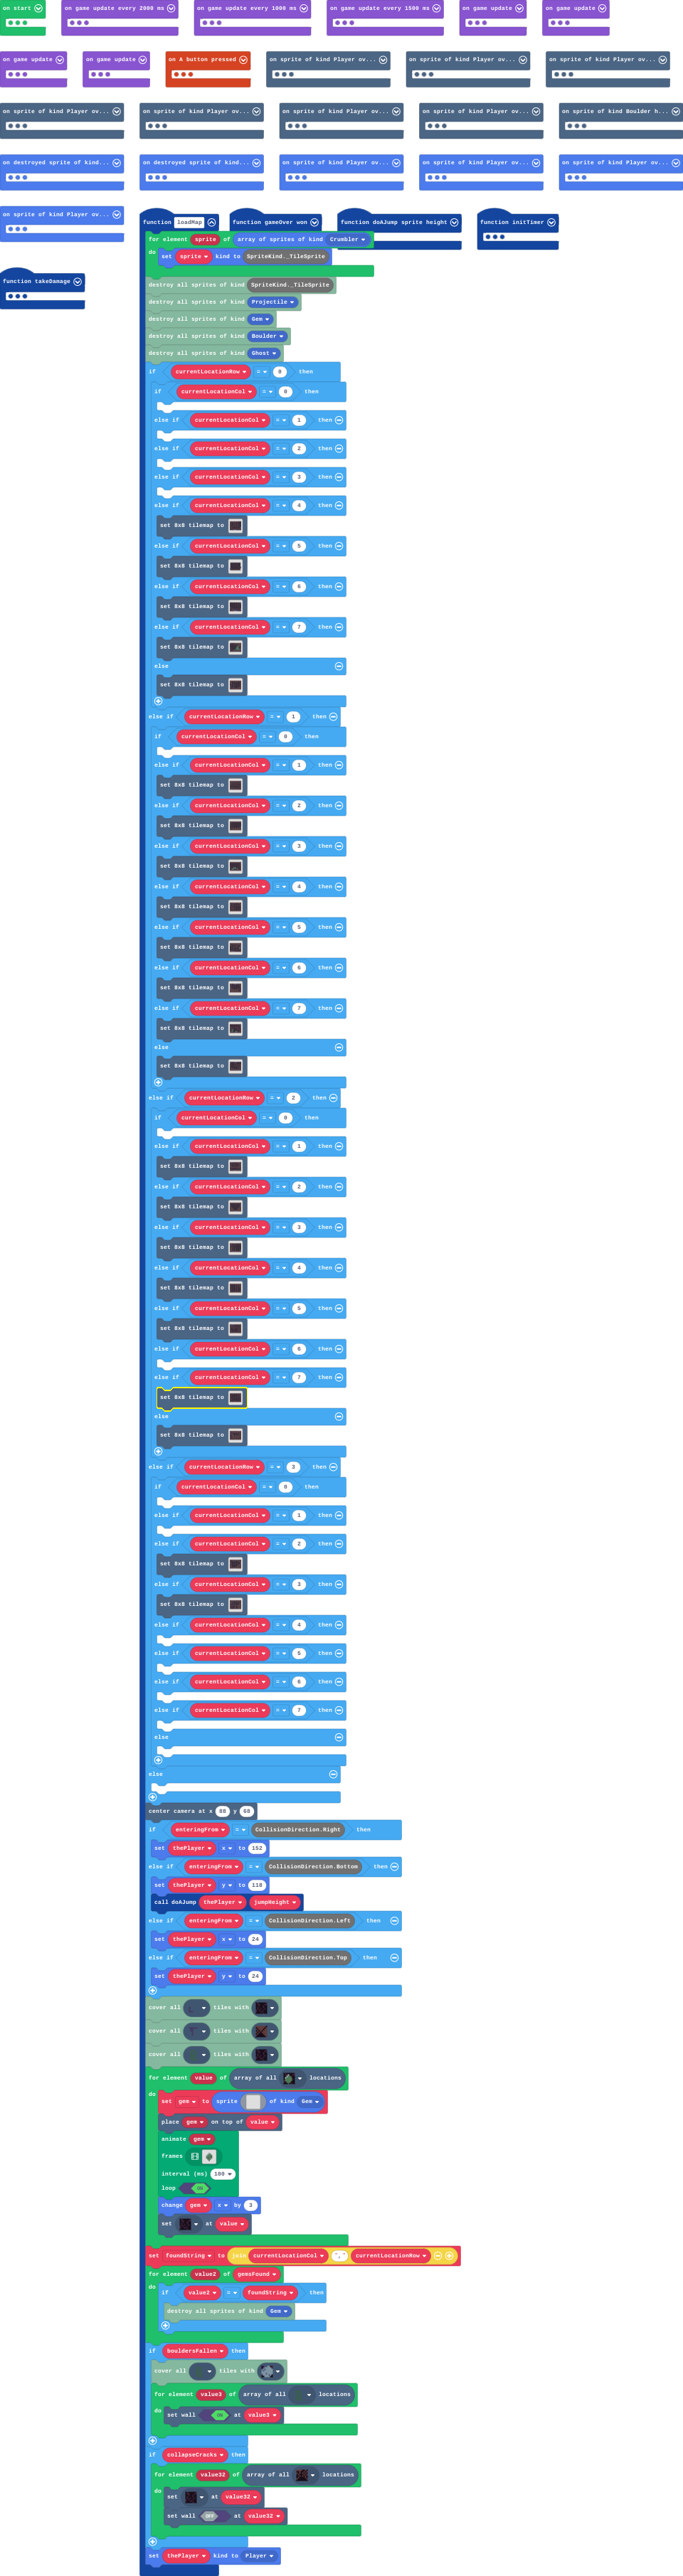 on start
on game update every 2000 ms
on game update every 1000 ms
on game update every 1500 ms
on game update
on game update
on game update
on game update
on A button pressed
on sprite of kind Player ov...
on sprite of kind Player ov...
on sprite of kind Player ov...
on sprite of kind Player ov...
on sprite of kind Player ov...
on sprite of kind Player ov...
on sprite of kind Player ov...
on sprite of kind Boulder h...
on destroyed sprite of kind...
on destroyed sprite of kind...
on sprite of kind Player ov...
on sprite of kind Player ov...
on sprite of kind Player ov...
on sprite of kind Player ov...
function loadMap
function gameOver won
function doAJump sprite height
function initTimer
function takeDamage
for element sprite of array of sprites of kind Crumbler
do set sprite kind to SpriteKind._TileSprite
destroy all sprites of kind SpriteKind._TileSprite
destroy all sprites of kind Projectile
destroy all sprites of kind Gem
destroy all sprites of kind Boulder
destroy all sprites of kind Ghost
if currentLocationRow = 0 then
if currentLocationCol = 0 then
else if currentLocationCol = 1 then
else if currentLocationCol = 2 then
else if currentLocationCol = 3 then
else if currentLocationCol = 4 then
set 8x8 tilemap to
else if currentLocationCol = 5 then
set 8x8 tilemap to
else if currentLocationCol = 6 then
set 8x8 tilemap to
else if currentLocationCol = 7 then
set 8x8 tilemap to
else
set 8x8 tilemap to
else if currentLocationRow = 1 then
if currentLocationCol = 0 then
else if currentLocationCol = 1 then
set 8x8 tilemap to
else if currentLocationCol = 2 then
set 8x8 tilemap to
else if currentLocationCol = 3 then
set 8x8 tilemap to
else if currentLocationCol = 4 then
set 8x8 tilemap to
else if currentLocationCol = 5 then
set 8x8 tilemap to
else if currentLocationCol = 6 then
set 8x8 tilemap to
else if currentLocationCol = 7 then
set 8x8 tilemap to
else
set 8x8 tilemap to
else if currentLocationRow = 2 then
if currentLocationCol = 0 then
else if currentLocationCol = 1 then
set 8x8 tilemap to
else if currentLocationCol = 2 then
set 8x8 tilemap to
else if currentLocationCol = 3 then
set 8x8 tilemap to
else if currentLocationCol = 4 then
set 8x8 tilemap to
else if currentLocationCol = 5 then
set 8x8 tilemap to
else if currentLocationCol = 6 then
else if currentLocationCol = 7 then
set 8x8 tilemap to
else
set 8x8 tilemap to
else if currentLocationRow = 3 then
if currentLocationCol = 0 then
else if currentLocationCol = 1 then
else if currentLocationCol = 2 then
set 8x8 tilemap to
else if currentLocationCol = 3 then
set 8x8 tilemap to
else if currentLocationCol = 4 then
else if currentLocationCol = 5 then
else if currentLocationCol = 6 then
else if currentLocationCol = 7 then
else
else
center camera at x 80 y 68
if enteringFrom = CollisionDirection.Right then
set thePlayer x to 152
else if enteringFrom = CollisionDirection.Bottom then
set thePlayer y to 118
call doAJump thePlayer jumpHeight
else if enteringFrom = CollisionDirection.Left then
set thePlayer x to 24
else if enteringFrom = CollisionDirection.Top then
set thePlayer y to 24
cover all tiles with
cover all tiles with
cover all tiles with
for element value of array of all locations
do set gem to sprite of kind Gem
place gem on top of value
animate gem
frames
interval (ms) 100
loop ON
change gem x by 3
set at value
set foundString to join currentLocationCol "," currentLocationRow
for element value2 of gemsFound
do if value2 = foundString then
destroy all sprites of kind Gem
if bouldersFallen then
cover all tiles with
for element value3 of array of all locations
do set wall ON at value3
if collapseCracks then
for element value32 of array of all locations
do set at value32
set wall OFF at value32
set thePlayer kind to Player